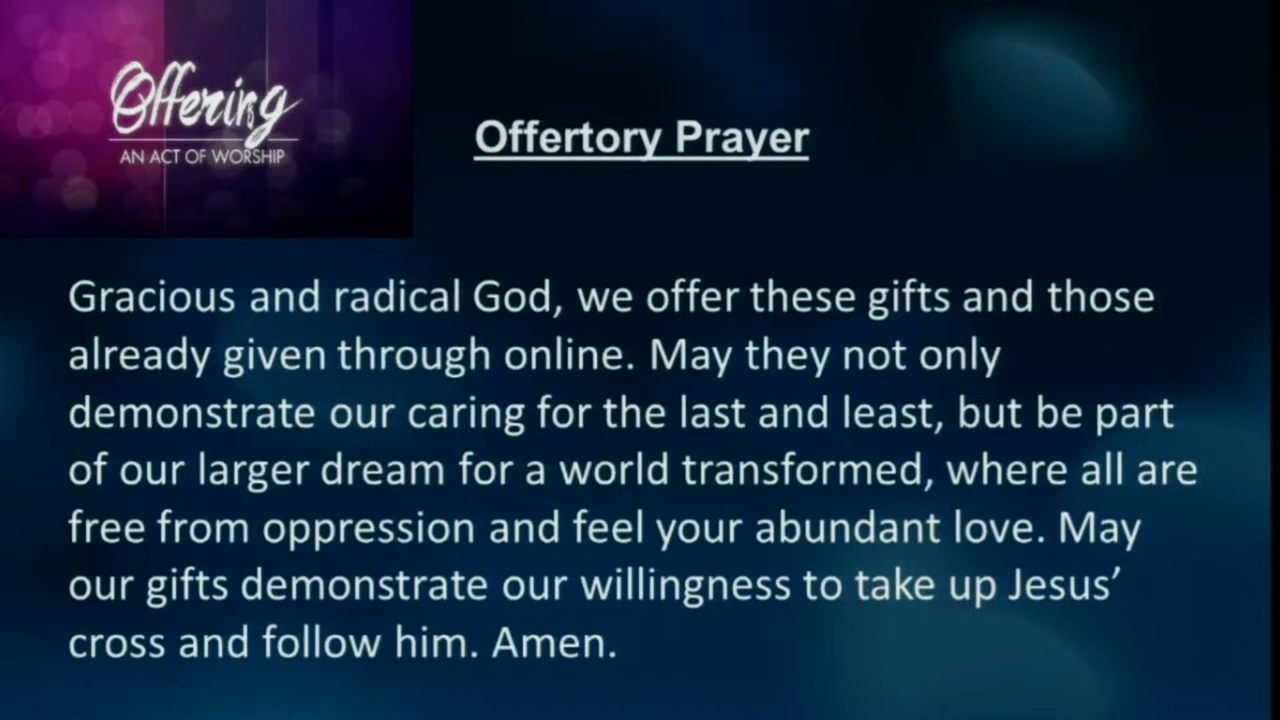 Offering
AN ACT OF WORSHIP
Offertory Prayer
Gracious and radical God, we offer these gifts and those
already given through online. May they not only
demonstrate our caring for the last and least, but be part
of our larger dream for a world transformed, where all are
free from oppression and feel your abundant love. May
our gifts demonstrate our willingness to take up Jesus’
cross and follow him. Amen.